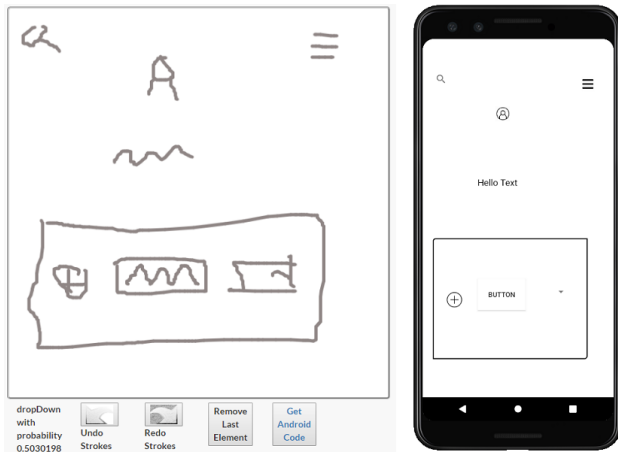 Hello Text
BUTTON
dropDown
with
probability
0.5030198
Undo
Strokes
Redo
Strokes
Remove
Last
Element
Get
Android
Code